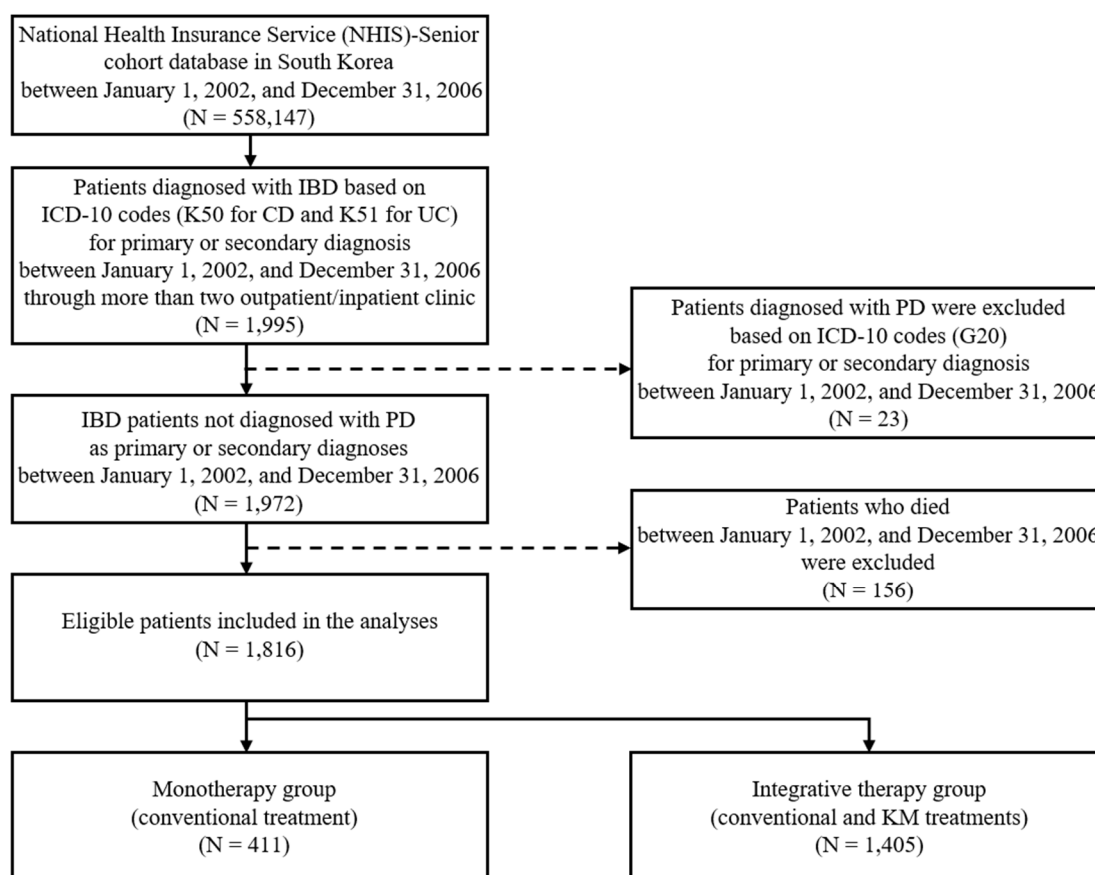 National Health Insurance Service (NHIS)-Senior
cohort database in South Korea
between January 1, 2002, and December 31, 2006
(N = 558,147)
Patients diagnosed with IBD based on
ICD-10 codes (K50 for CD and K51 for UC)
for primary or secondary diagnosis
between January 1, 2002, and December 31, 2006
through more than two outpatient/inpatient clinic
(N = 1,995)
Patients diagnosed with PD were excluded
based on ICD-10 codes (G20)
for primary or secondary diagnosis
between January 1, 2002, and December 31, 2006
(N = 23)
IBD patients not diagnosed with PD
as primary or secondary diagnoses
between January 1, 2002, and December 31, 2006
(N = 1,972)
Patients who died
between January 1, 2002, and December 31, 2006
were excluded
(N = 156)
Eligible patients included in the analyses
(N = 1,816)
Monotherapy group
(conventional treatment)
(N = 411)
Integrative therapy group
(conventional and KM treatments)
(N = 1,405)